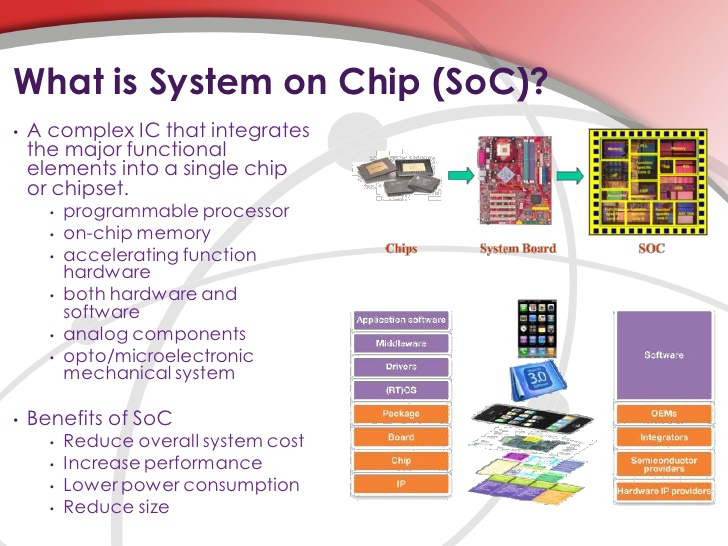 What is System on Chip (SoC)?
• A complex IC that integrates
the major functional
elements into a single chip
or chipset.
• programmable processor
• on-chip memory
• accelerating function
hardware
• both hardware and
software
• analog components
• opto/microelectronic
mechanical system
• Benefits of SoC
• Reduce overall system cost
• Increase performance
• Lower power consumption
• Reduce size
Chips
System Board
SOC
Application software
Middleware
Drivers
(RT)OS
Package
Board
Chip
IP
3.0
Software
OEMs
Integrators
Semiconductor
providers
Hardware IP providers